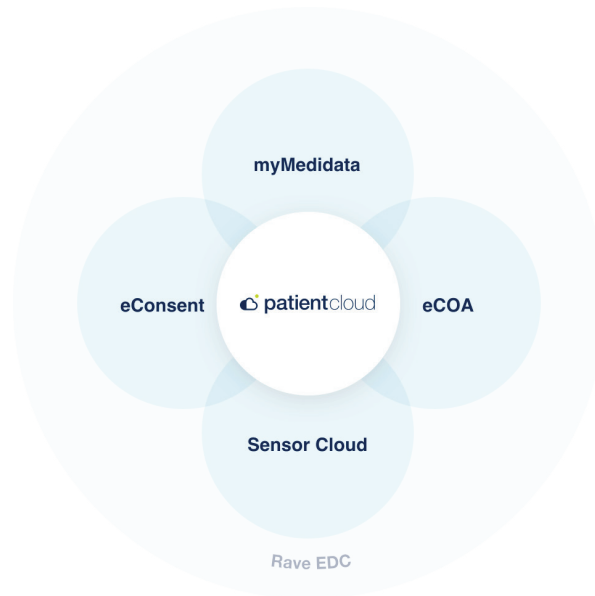 myMedidata
eConsent
patientcloud
eCOA
Sensor Cloud
Rave EDC